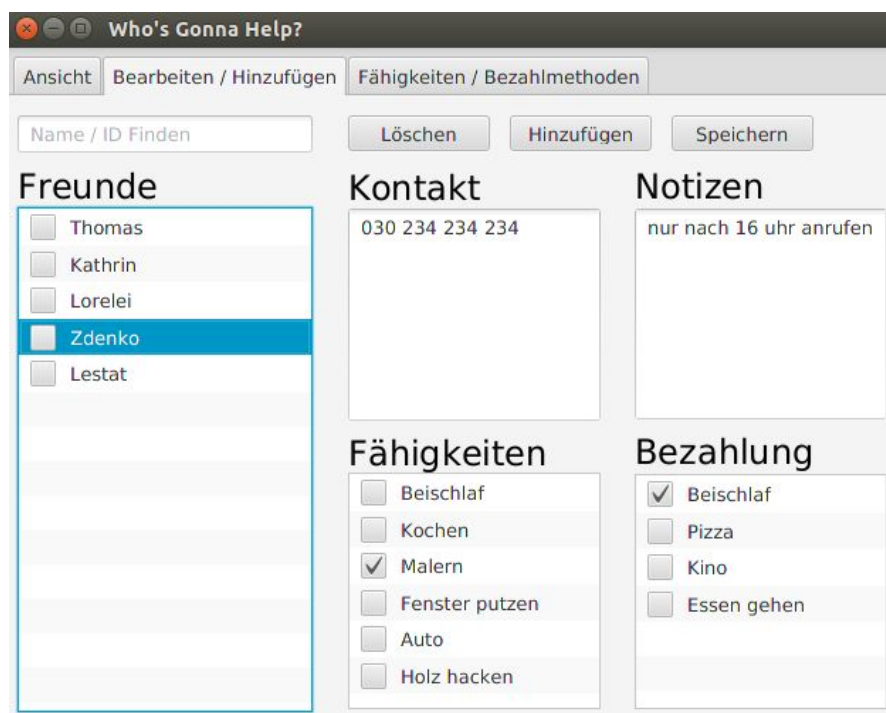 Who's Gonna Help?
Ansicht
Bearbeiten / Hinzufügen
Fähigkeiten / Bezahlmethoden
Name / ID Finden
Löschen
Hinzufügen
Speichern
Freunde
Thomas
Kathrin
Lorelei
Zdenko
Lestat
Kontakt
030 234 234 234
Notizen
nur nach 16 uhr anrufen
Fähigkeiten
Beischlaf
Kochen
Malern
Fenster putzen
Auto
Holz hacken
Bezahlung
Beischlaf
Pizza
Kino
Essen gehen